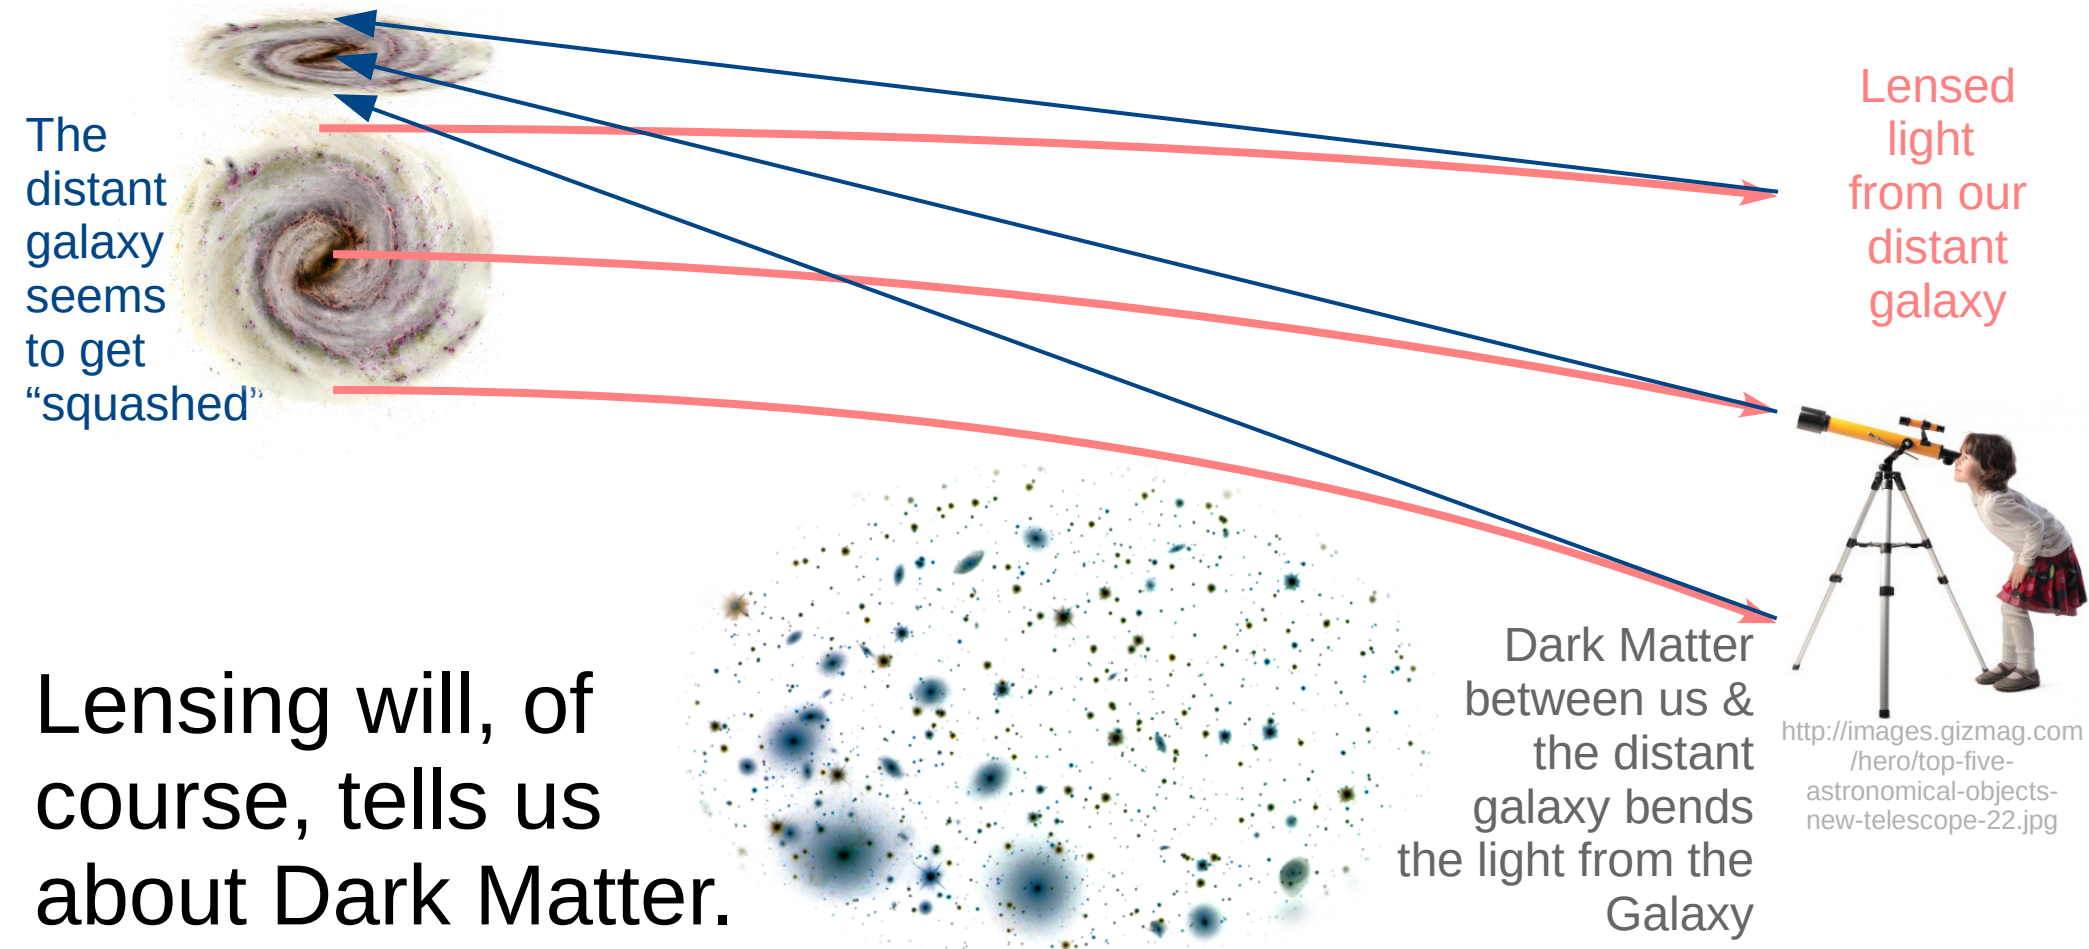 The
distant
galaxy
seems
to get
“squashed”
Lensed
light
from our
distant
galaxy
Lensing will, of
course, tells us
about Dark Matter.
Dark Matter
between us &
the distant
galaxy bends
the light from the
Galaxy
http://images.gizmag.com
/hero/top-five-
astronomical-objects-
new-telescope-22.jpg